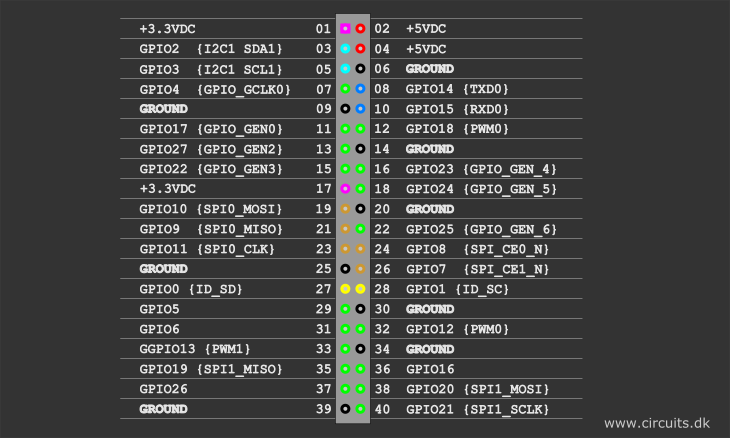 +3.3VDC 01 02 +5VDC
GPIO2 {I2C1 SDA1} 03 04 +5VDC
GPIO3 {I2C1 SCL1} 05 06 GROUND
GPIO4 {GPIO_GCLK0} 07 08 GPIO14 {TXD0}
GROUND 09 10 GPIO15 {RXD0}
GPIO17 {GPIO_GEN0} 11 12 GPIO18 {PWM0}
GPIO27 {GPIO_GEN2} 13 14 GROUND
GPIO22 {GPIO_GEN3} 15 16 GPIO23 {GPIO_GEN_4}
+3.3VDC 17 18 GPIO24 {GPIO_GEN_5}
GPIO10 {SPI0_MOSI} 19 20 GROUND
GPIO9 {SPI0_MISO} 21 22 GPIO25 {GPIO_GEN_6}
GPIO11 {SPI0_CLK} 23 24 GPIO8 {SPI_CE0_N}
GROUND 25 26 GPIO7 {SPI_CE1_N}
GPIO0 {ID_SD} 27 28 GPIO1 {ID_SC}
GPIO5 29 30 GROUND
GPIO6 31 32 GPIO12 {PWM0}
GGPIO13 {PWM1} 33 34 GROUND
GPIO19 {SPI1_MISO} 35 36 GPIO16
GPIO26 37 38 GPIO20 {SPI1_MOSI}
GROUND 39 40 GPIO21 {SPI1_SCLK}
www.circuits.dk